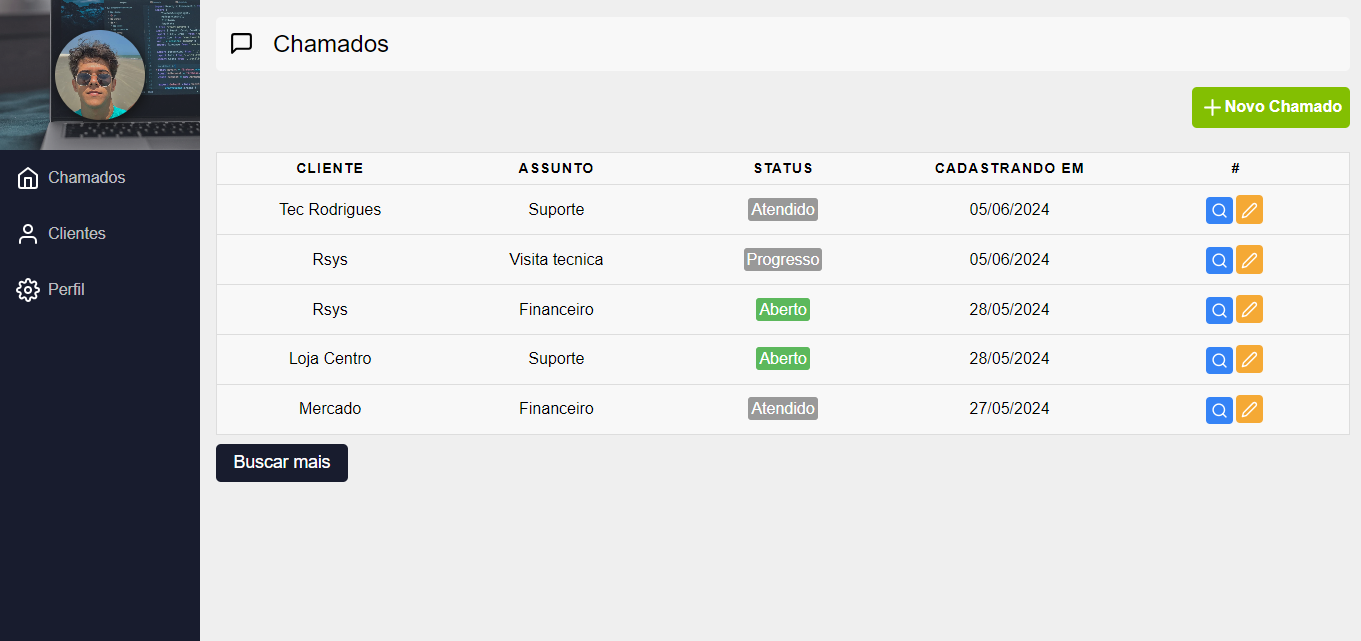 Chamados
Novo Chamado
Chamados
Clientes
Perfil
CLIENTE ASSUNTO STATUS CADASTRANDO EM #
Tec Rodrigues Suporte Atendido 05/06/2024
Rsys Visita tecnica Progresso 05/06/2024
Rsys Financeiro Aberto 28/05/2024
Loja Centro Suporte Aberto 28/05/2024
Mercado Financeiro Atendido 27/05/2024
Buscar mais